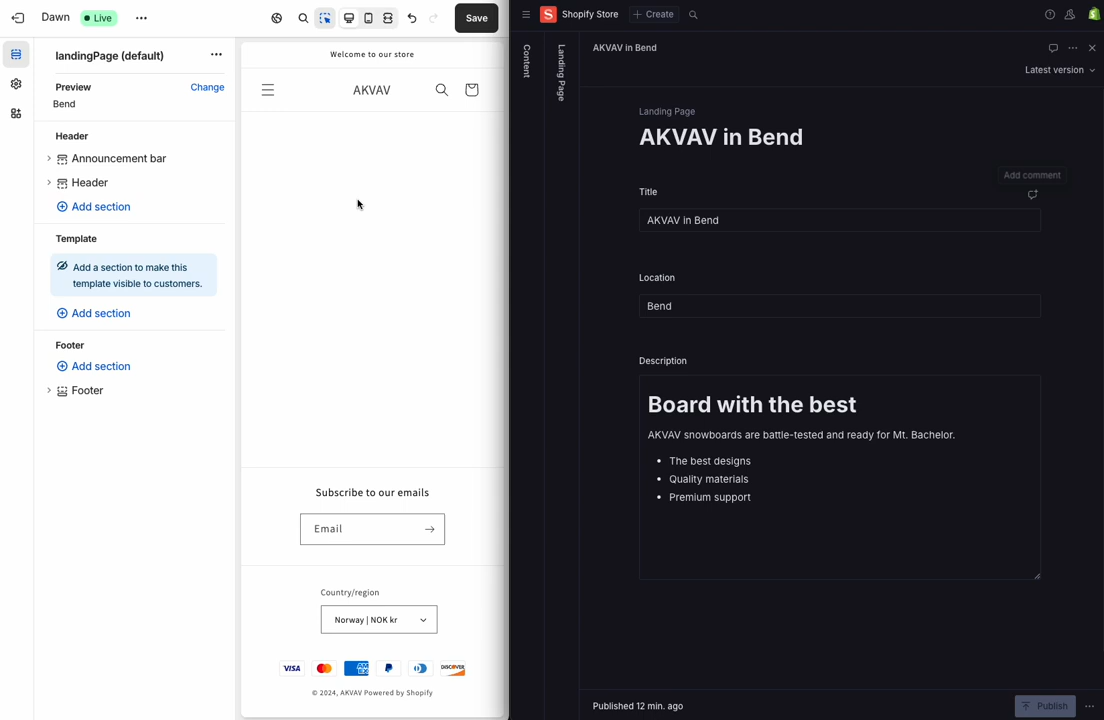 Dawn
Live
Save
landingPage (default)
Preview
Change
Bend
Header
Announcement bar
Header
Add section
Template
Add a section to make this
template visible to customers.
Add section
Footer
Add section
Footer
Welcome to our store
AKVAV
Subscribe to our emails
Email
Country/region
Norway | NOK kr
VISA
AM
EX
DISCOVER
© 2024, AKVAV Powered by Shopify
S
Shopify Store
Create
Content
Landing Page
AKVAV in Bend
Latest version
Landing Page
AKVAV in Bend
Add comment
Title
AKVAV in Bend
Location
Bend
Description
Board with the best
AKVAV snowboards are battle-tested and ready for Mt. Bachelor.
The best designs
Quality materials
Premium support
Published 12 min. ago
Publish